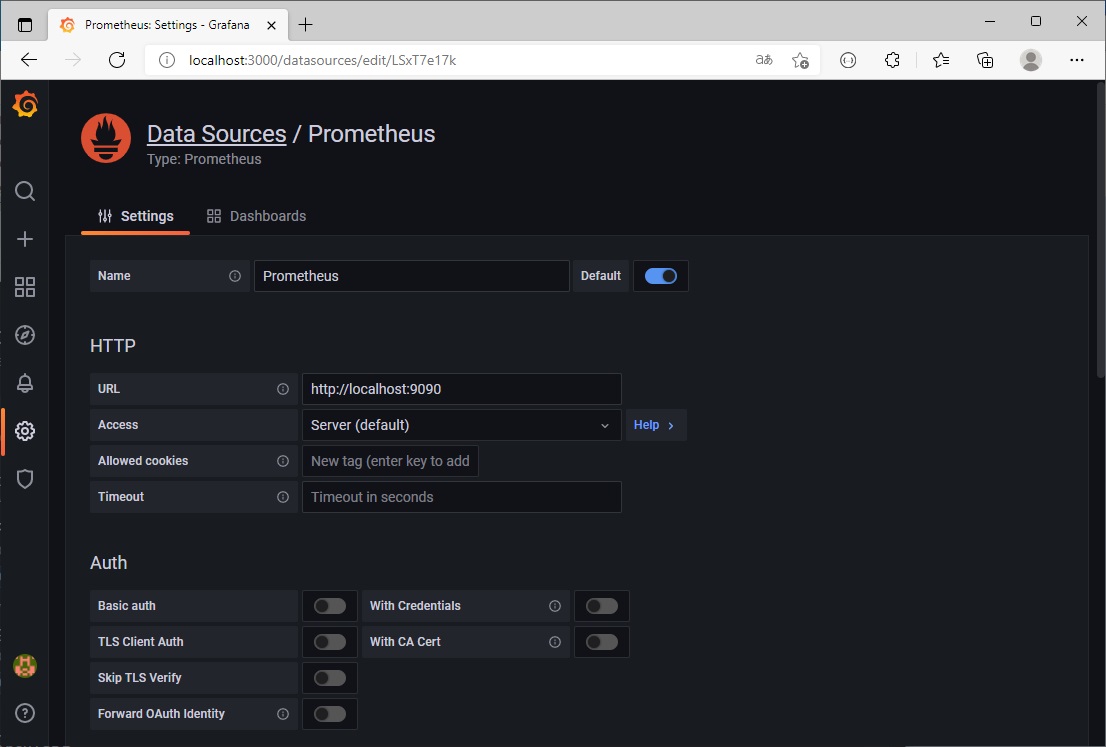 Prometheus: Settings - Grafana
localhost:3000/datasources/edit/LSxT7e17k
aあ
Data Sources / Prometheus
Type: Prometheus
Settings Dashboards
Name Prometheus Default
HTTP
URL http://localhost:9090
Access Server (default) Help
Allowed cookies New tag (enter key to add
Timeout Timeout in seconds
Auth
Basic auth With Credentials
TLS Client Auth With CA Cert
Skip TLS Verify
Forward OAuth Identity